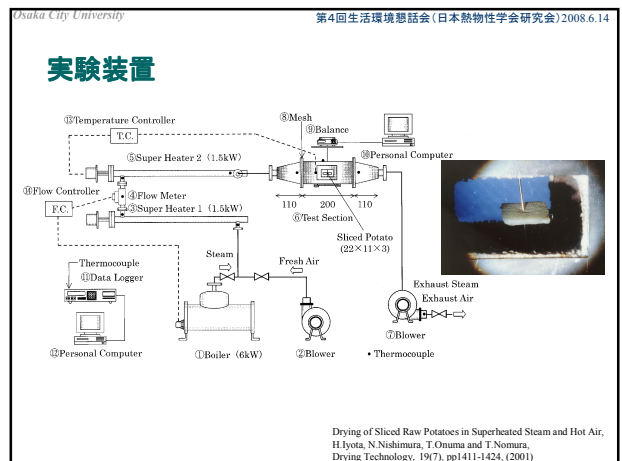 Osaka City University
第4回生活環境懇話会(日本熱物性学会研究会)2008.6.14
実験装置
⑬Temperature Controller
T.C.
⑤Super Heater 2 (1.5kW)
⑧Mesh
⑨Balance
⑩Personal Computer
⑭Flow Controller
F.C.
④Flow Meter
③Super Heater 1 (1.5kW)
110 200 110
⑥Test Section
Sliced Potato
(22×11×3)
Steam
Fresh Air
Thermocouple
⑪Data Logger
⑫Personal Computer
①Boiler (6kW)
②Blower
Exhaust Steam
Exhaust Air
⑦Blower
• Thermocouple
Drying of Sliced Raw Potatoes in Superheated Steam and Hot Air,
H.Iyota, N.Nishimura, T.Onuma and T.Nomura,
Drying Technology, 19(7), pp1411-1424, (2001)